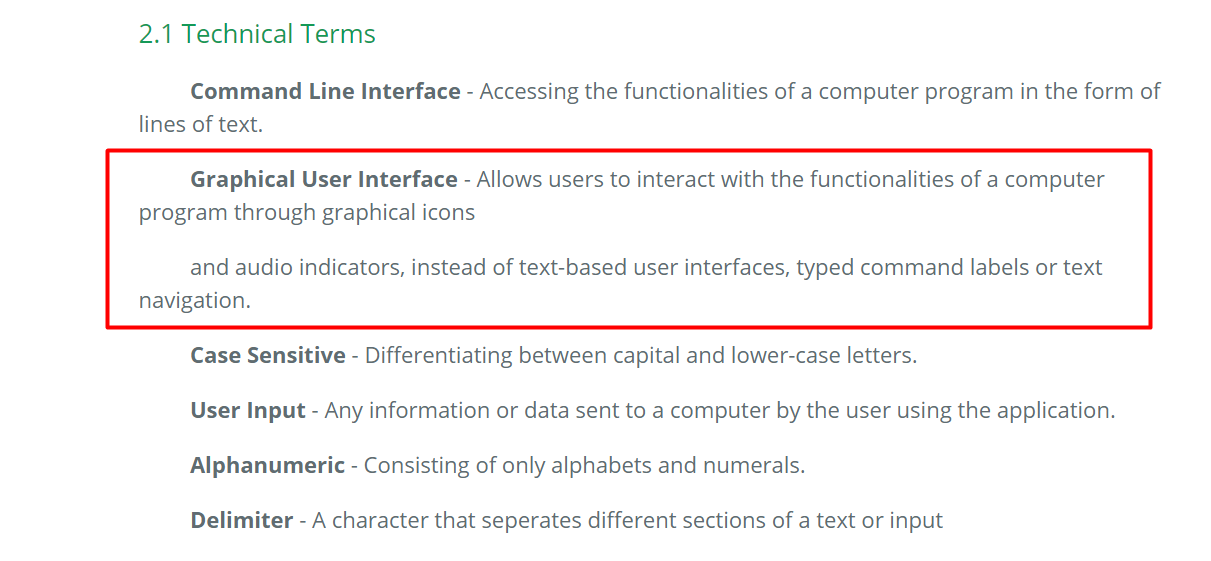 2.1 Technical Terms
Command Line Interface - Accessing the functionalities of a computer program in the form of
lines of text.
Graphical User Interface - Allows users to interact with the functionalities of a computer
program through graphical icons
and audio indicators, instead of text-based user interfaces, typed command labels or text
navigation.
Case Sensitive - Differentiating between capital and lower-case letters.
User Input - Any information or data sent to a computer by the user using the application.
Alphanumeric - Consisting of only alphabets and numerals.
Delimiter - A character that seperates different sections of a text or input